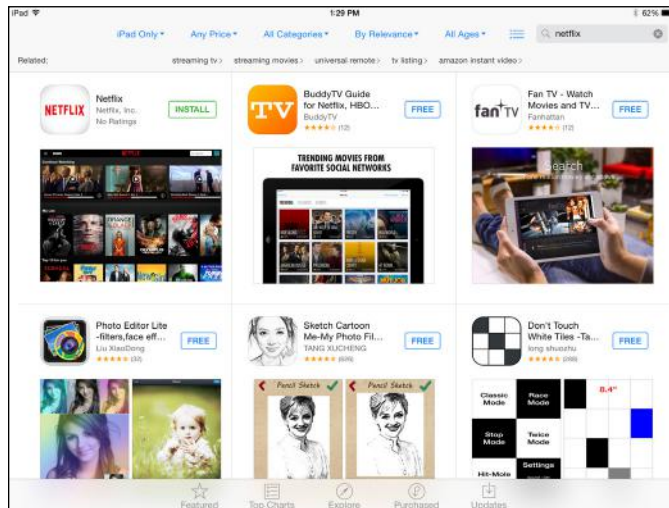 iPad 1:29 PM 62%
iPad Only All Categories By Relevance All Ages netflix
Any Price
Related: streaming tv > streaming movies > universal remote > tv listing > amazon instant video >
NETFLIX
Netflix
Netflix, Inc.
No Ratings
INSTALL
TV
BuddyTV Guide
for Netflix, HBO...
BuddyTV
(12)
FREE
fan TV
Fan TV - Watch
Movies and TV...
Fanhattan
(12)
FREE
NETFLIX
TRENDING MOVIES FROM
FAVORITE SOCIAL NETWORKS
Search
Photo Editor Lite
-filters,face eff...
Liu XiaoDong
(32)
FREE
Sketch Cartoon
Me-My Photo Fil...
TANG XUCHENG
FREE
Don't Touch
White Tiles -Ta...
long shuozhu
FREE
Pencil Sketch
Pencil Sketch
Classic
Mode
Race
Mode
Stop
Mode
Twice
Mode
Hit-Mole
Settings
8.4"
Featured Top Charts Explore Purchased Updates